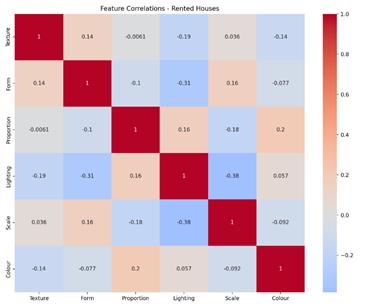 Feature Correlations - Rented Houses
Texture 1 0.14 -0.0061 -0.19 0.036 -0.14
Form 0.14 1 -0.1 -0.31 0.16 -0.077
Proportion -0.0061 -0.1 1 0.16 -0.18 0.2
Lighting -0.19 -0.31 0.16 1 -0.38 0.057
Scale 0.036 0.16 -0.18 -0.38 1 -0.092
Colour -0.14 -0.077 0.2 0.057 -0.092 1
Texture Form Proportion Lighting Scale Colour
1.0
0.8
0.6
0.4
0.2
0.0
−0.2